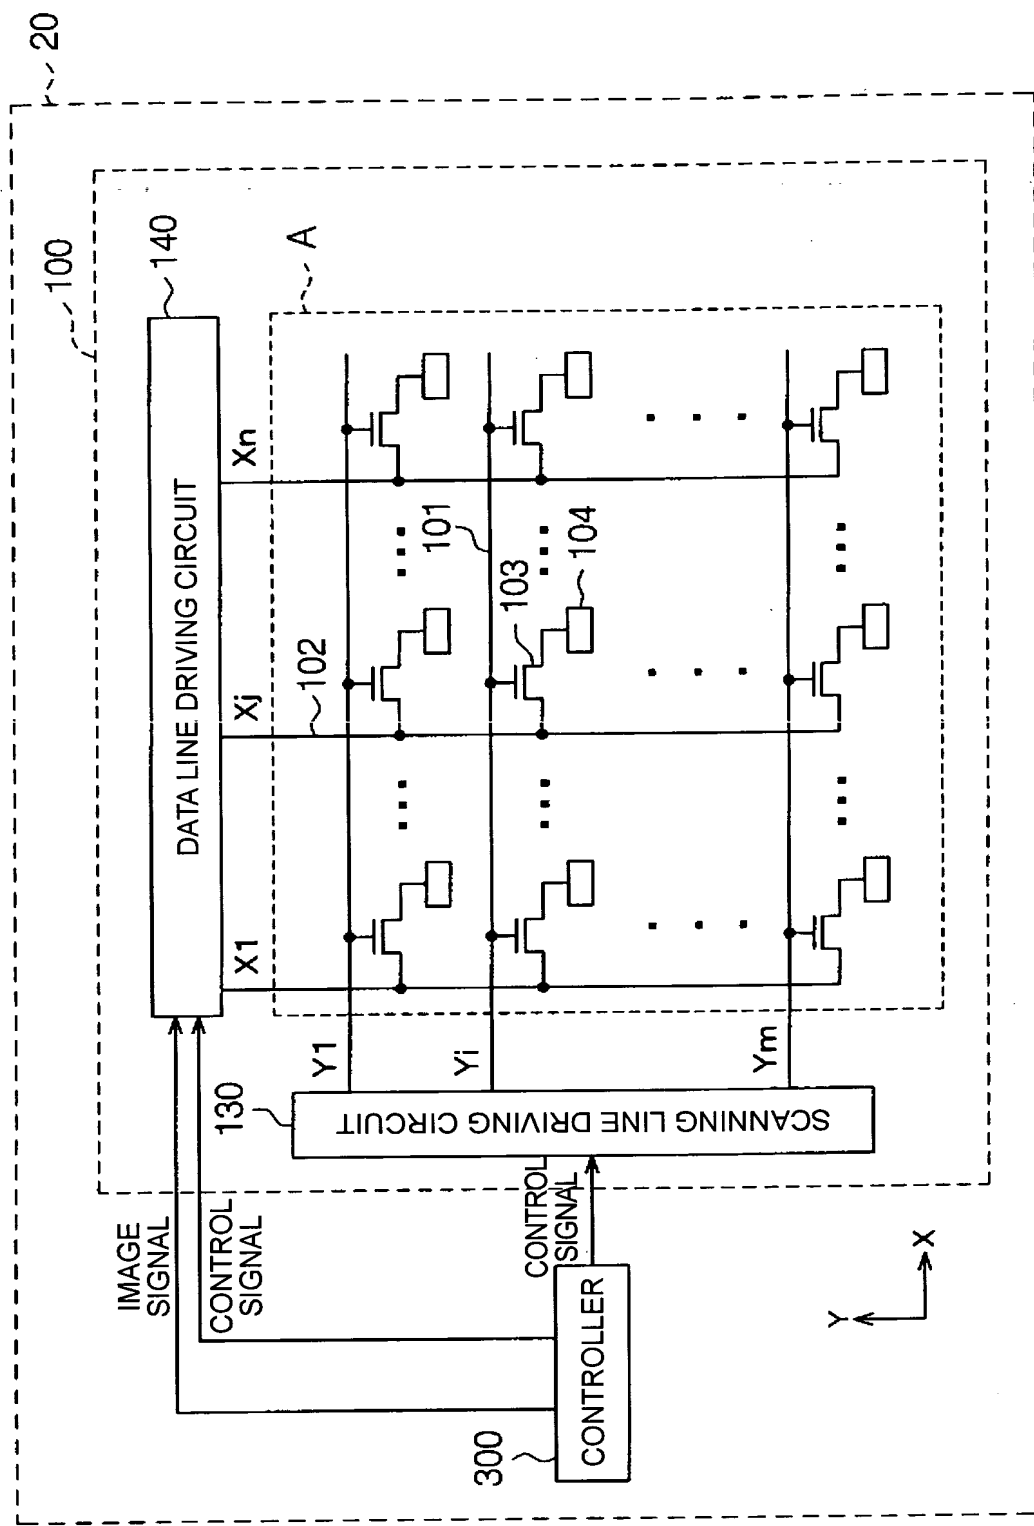 20
100
140
A
DATA LINE DRIVING CIRCUIT
X1
Xj
Xn
102
101
103
104
Y1
Yi
Ym
130
SCANNING LINE DRIVING CIRCUIT
IMAGE
SIGNAL
CONTROL
SIGNAL
CONTROL
SIGNAL
300
CONTROLLER
Y
X